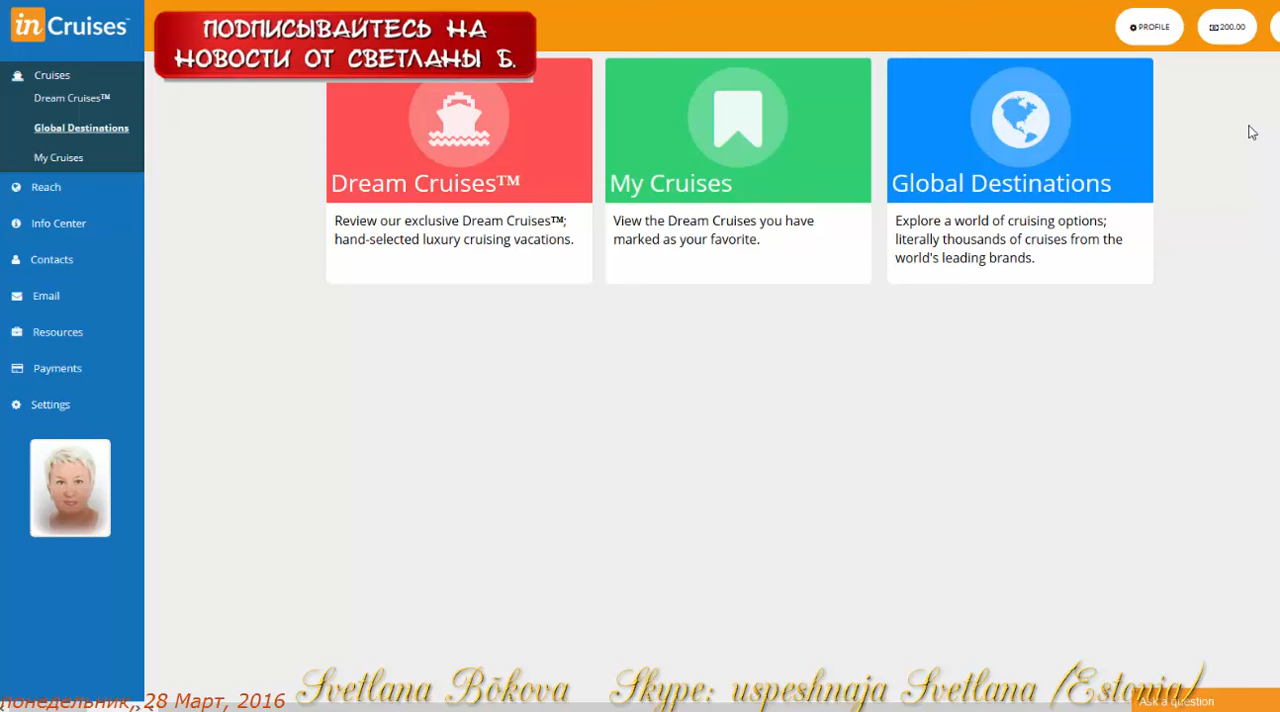 inCruises™
ПОДПИСЫВАЙТЕСЬ НА
НОВОСТИ ОТ СВЕТЛАНЫ Б.
PROFILE
200.00
Cruises
Dream Cruises™
Global Destinations
My Cruises
Reach
Info Center
Contacts
Email
Resources
Payments
Settings
Dream Cruises™
Review our exclusive Dream Cruises™;
hand-selected luxury cruising vacations.
My Cruises
View the Dream Cruises you have
marked as your favorite.
Global Destinations
Explore a world of cruising options;
literally thousands of cruises from the
world's leading brands.
понедельник, 28 Март, 2016
Svetlana Bõkova Skype: uspeshnaja Svetlana (Estonia)
Ask a question